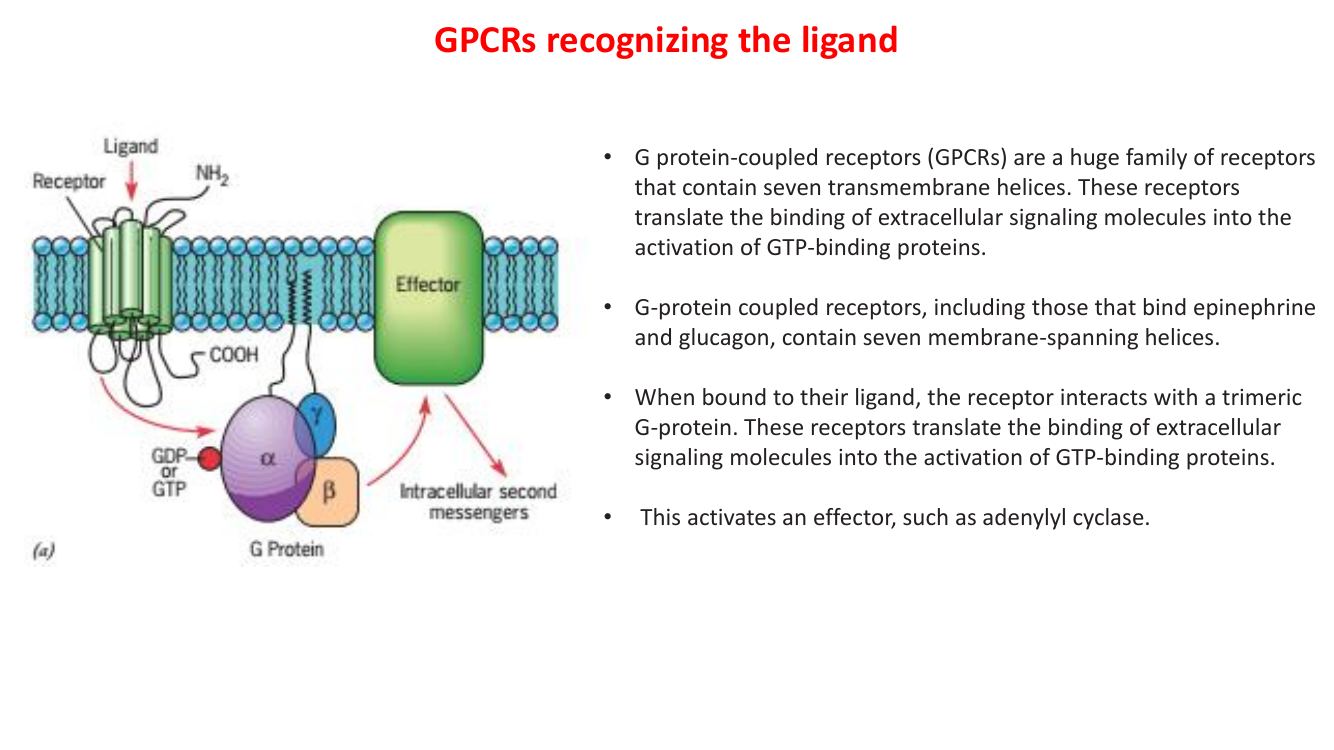 GPCRs recognizing the ligand
Ligand
Receptor
NH2
Effector
COOH
GDP
or
GTP
α
γ
β
Intracellular second
messengers
(a)
G Protein
• G protein-coupled receptors (GPCRs) are a huge family of receptors
that contain seven transmembrane helices. These receptors
translate the binding of extracellular signaling molecules into the
activation of GTP-binding proteins.
• G-protein coupled receptors, including those that bind epinephrine
and glucagon, contain seven membrane-spanning helices.
• When bound to their ligand, the receptor interacts with a trimeric
G-protein. These receptors translate the binding of extracellular
signaling molecules into the activation of GTP-binding proteins.
• This activates an effector, such as adenylyl cyclase.